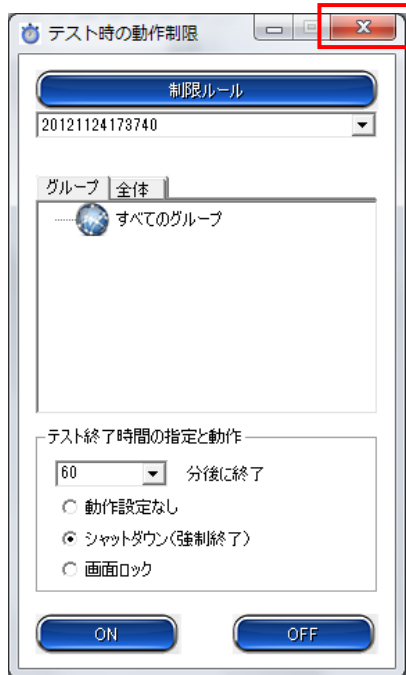 テスト時の動作制限
制限ルール
20121124173740
グループ 全体
すべてのグループ
テスト終了時間の指定と動作
60 分後に終了
動作設定なし
シャットダウン(強制終了)
画面ロック
ON OFF